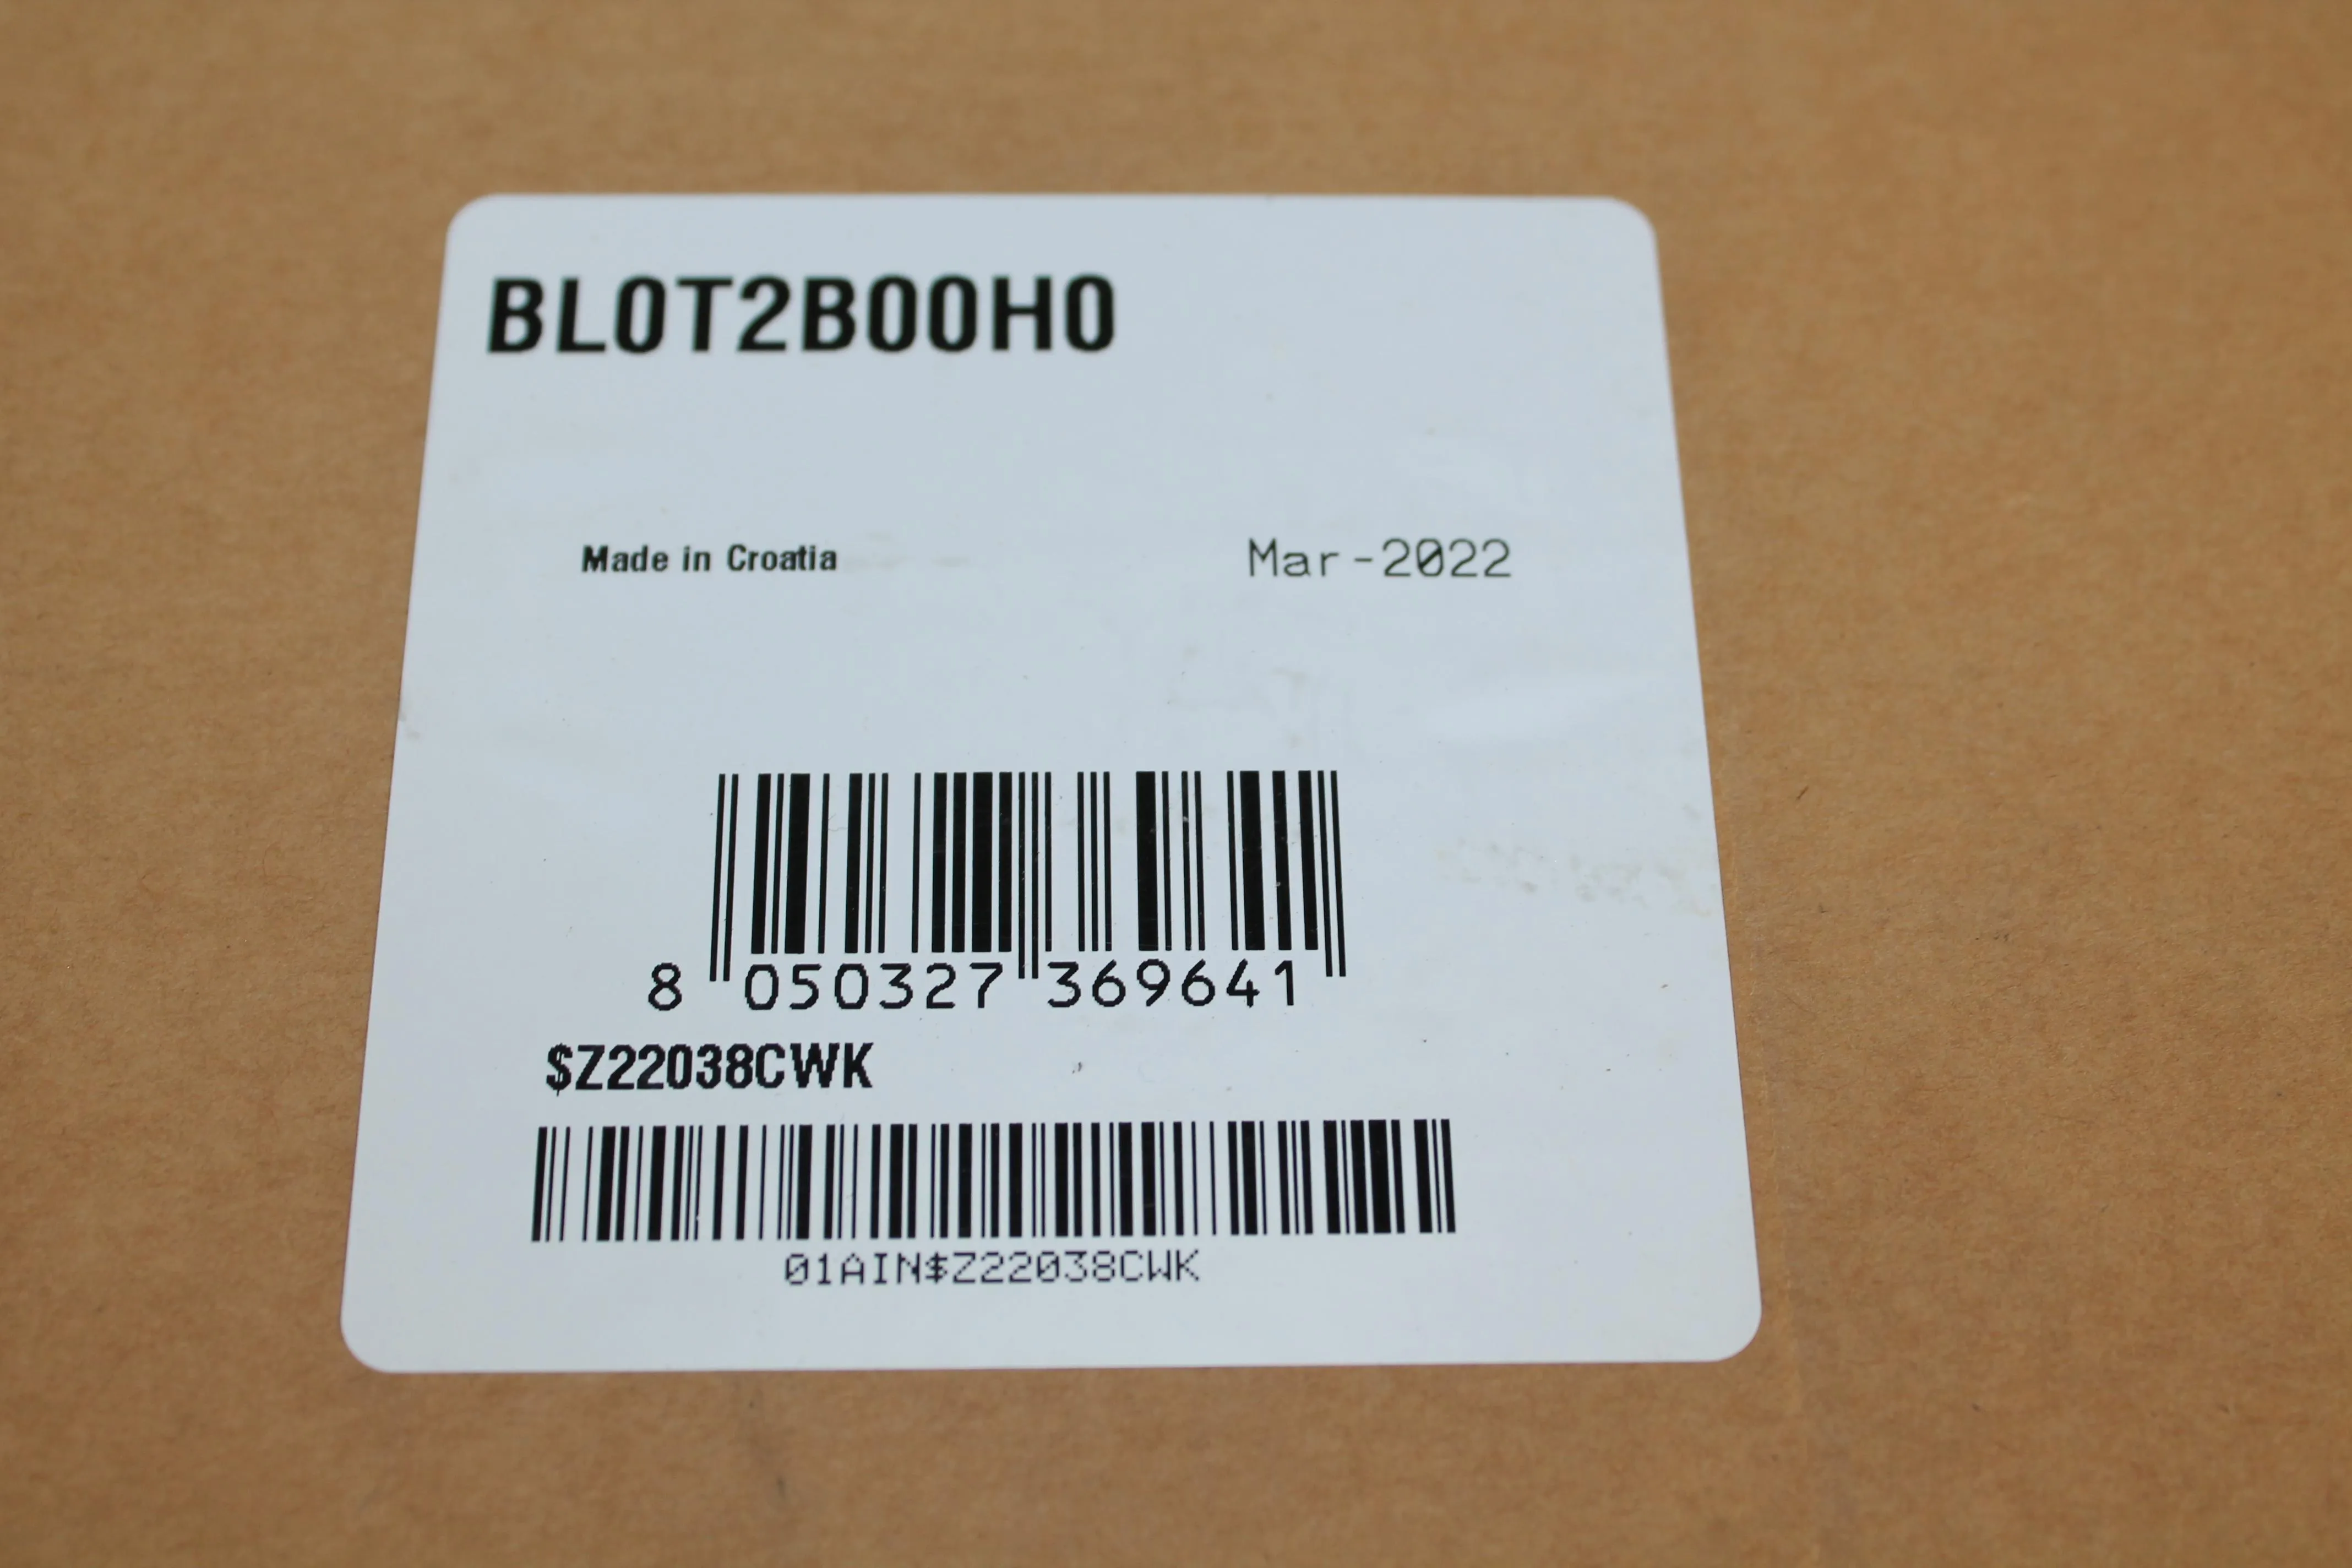 BL0T2B00H0
Made in Croatia
Mar-2022
8 050327 369641
$Z22038CWK
01AIN$Z22038CWK